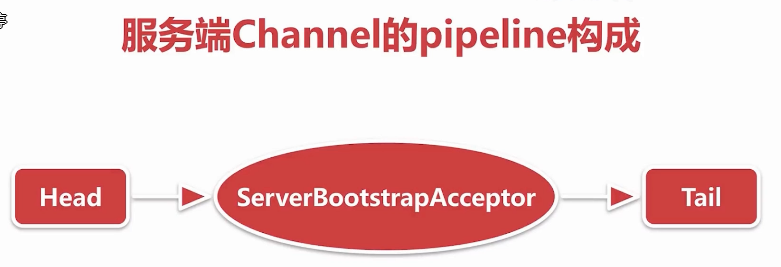 服务端Channel的pipeline构成
Head
ServerBootstrapAcceptor
Tail